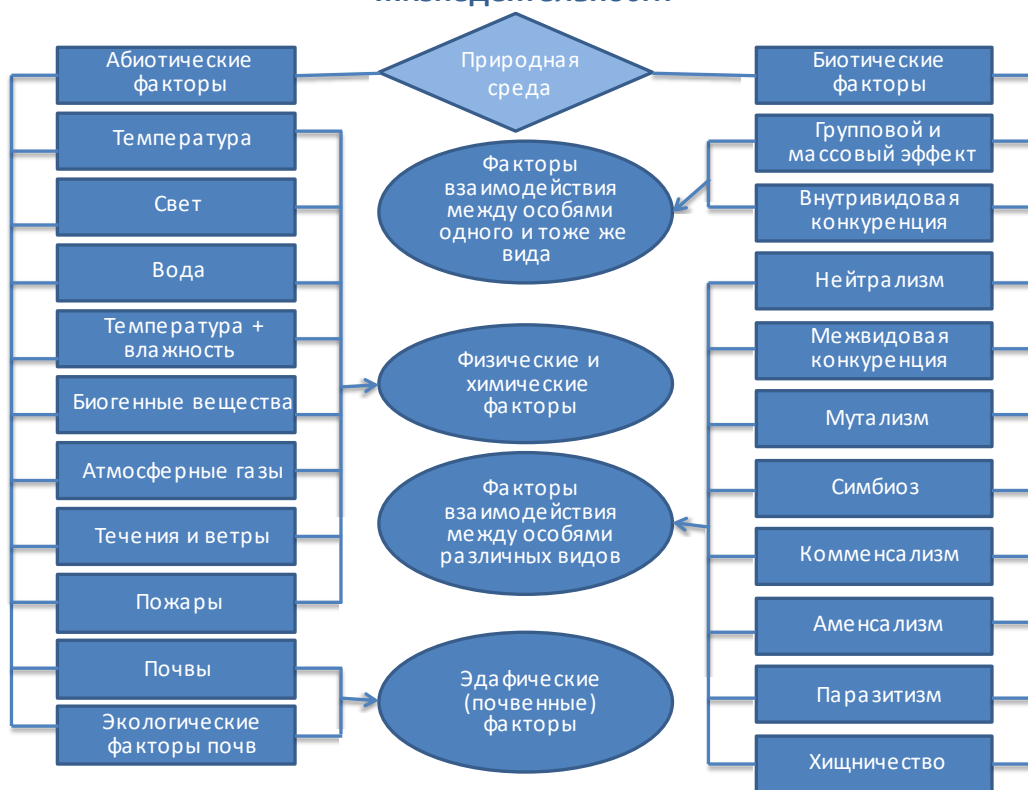 Природная
среда
Абиотические
факторы
Температура
Свет
Вода
Температура +
влажность
Биогенные вещества
Атмосферные газы
Течения и ветры
Пожары
Почвы
Экологические
факторы почв
Факторы
взаимодействия
между особями
одного и тоже же
вида
Физические и
химические
факторы
Факторы
взаимодействия
между особями
различных видов
Эдафические
(почвенные)
факторы
Биотические
факторы
Групповой и
массовый эффект
Внутривидовая
конкуренция
Нейтрализм
Межвидовая
конкуренция
Мутализм
Симбиоз
Комменсализм
Аменсализм
Паразитизм
Хищничество